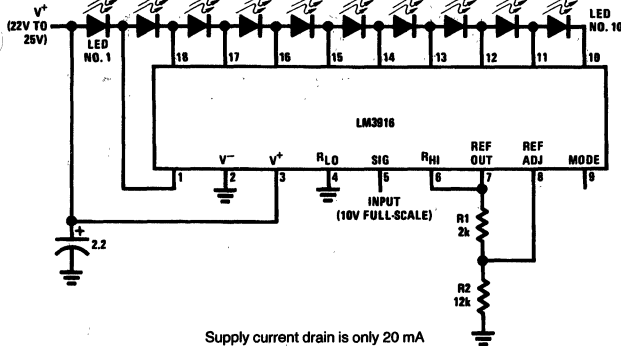 V+
(22V TO
25V)
LED
NO. 1
LED
NO. 10
18
17
16
15
14
13
12
11
10
LM3916
V−
V+
RLO
SIG
RHI
REF
OUT
REF
ADJ
MODE
1
2
3
4
5
6
7
8
9
INPUT
(10V FULL-SCALE)
+
2.2
R1
2k
R2
12k
Supply current drain is only 20 mA